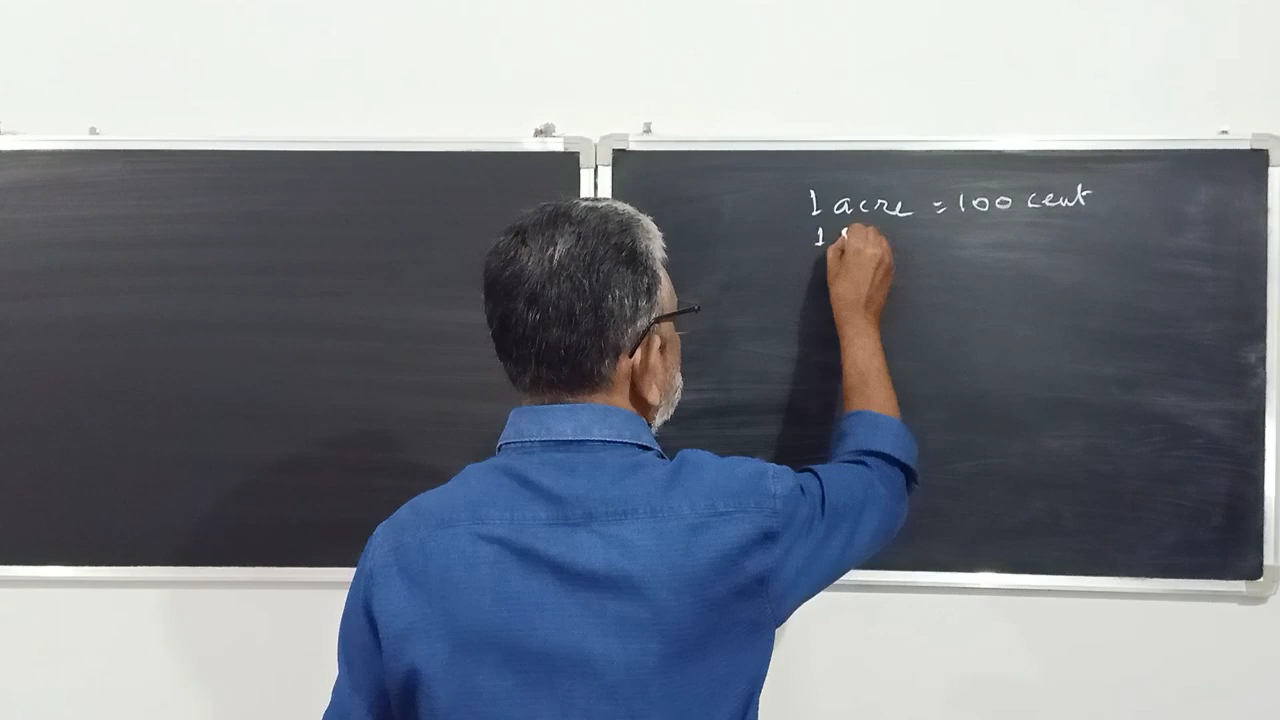 1 acre = 100 cent
1